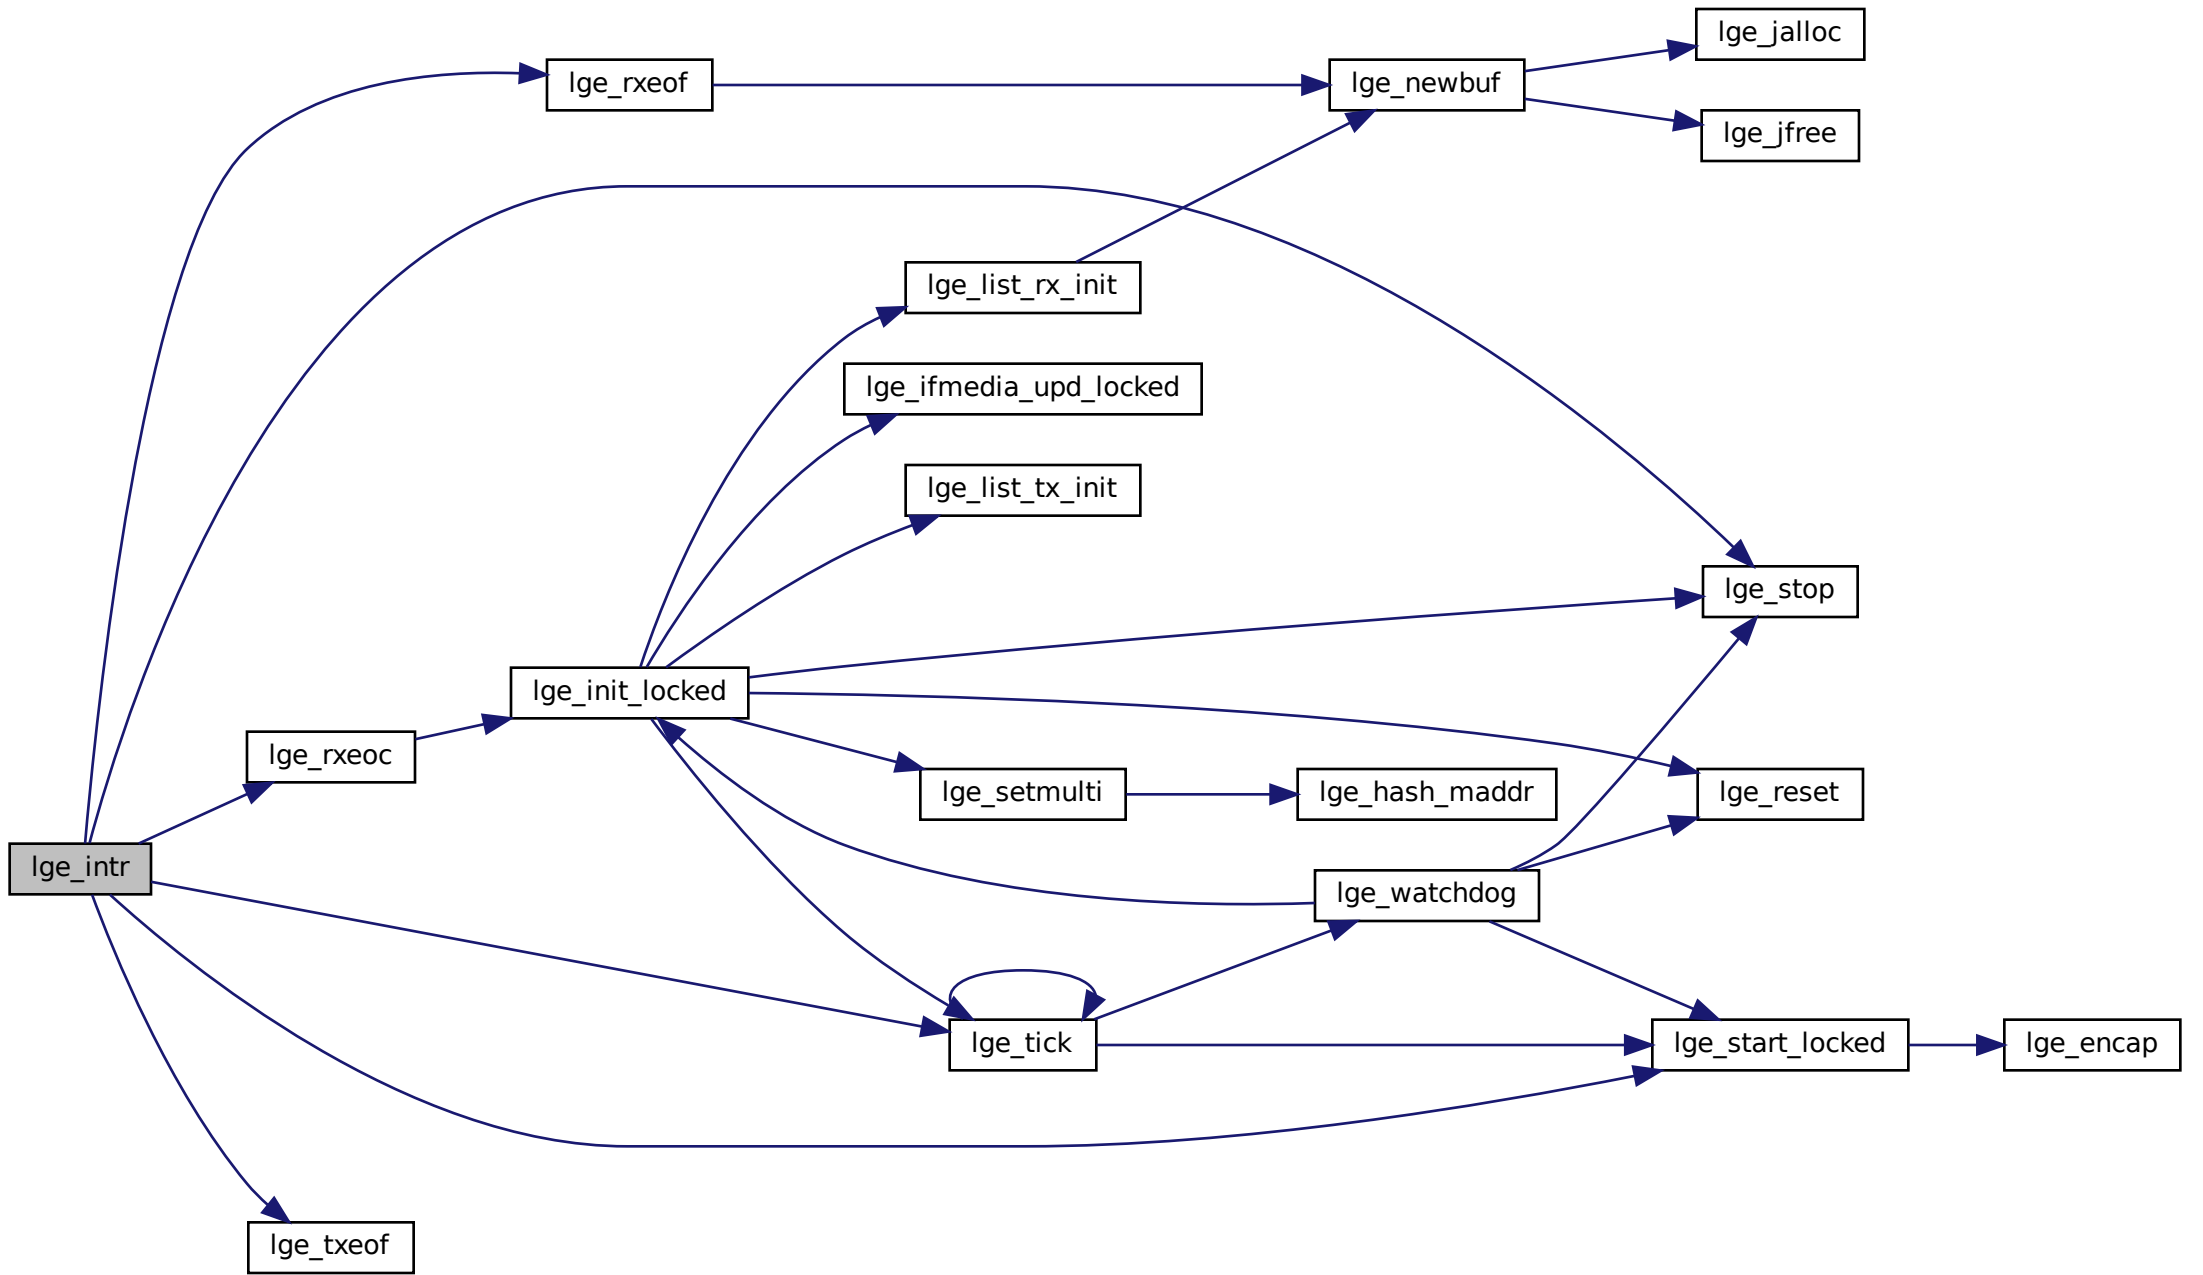 lge_jalloc
lge_rxeof
lge_newbuf
lge_jfree
lge_list_rx_init
lge_ifmedia_upd_locked
lge_list_tx_init
lge_stop
lge_init_locked
lge_rxeoc
lge_setmulti
lge_hash_maddr
lge_reset
lge_intr
lge_watchdog
lge_tick
lge_start_locked
lge_encap
lge_txeof